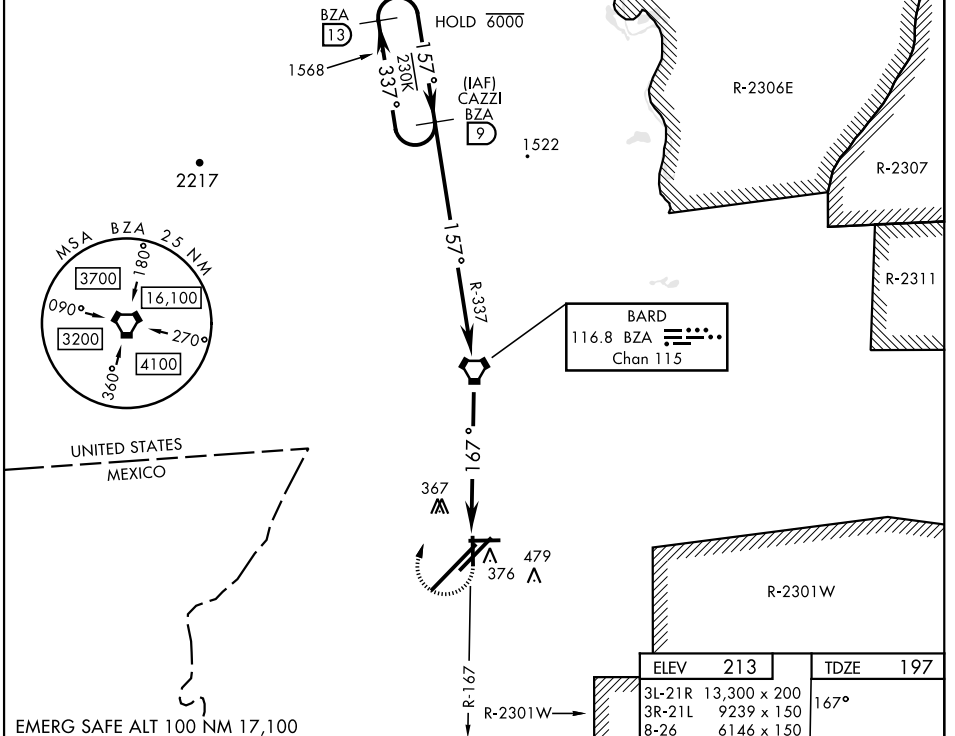 BZA
13
HOLD 6000
1568
157°
230K
337°
(IAF)
CAZZI
BZA
9
1522
R-2306E
R-2307
2217
MSA BZA 25 NM
3700
180°
16,100
090°
270°
3200
4100
360°
157°
R-337
R-2311
BARD
116.8 BZA
Chan 115
UNITED STATES
MEXICO
167°
367
376
479
R-2301W
R-167
R-2301W
ELEV 213
TDZE 197
3L-21R 13,300 x 200
3R-21L 9239 x 150
8-26 6146 x 150
167°
EMERG SAFE ALT 100 NM 17,100